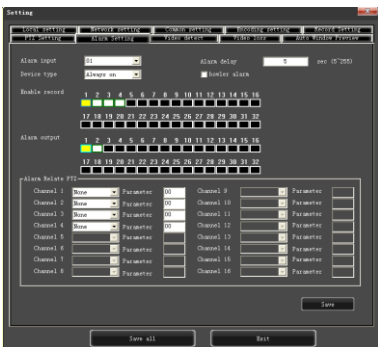 Setting
Local setting Network setting Common setting Encoding setting Record Setting
PTZ Setting Alarm Setting Video detect Video loss Auto Window Preview
Alarm input 01 Alarm delay 5 sec (5~255)
Device type Always on howler alarm
Enable record
1 2 3 4 5 6 7 8 9 10 11 12 13 14 15 16
17 18 19 20 21 22 23 24 25 26 27 28 29 30 31 32
Alarm output
1 2 3 4 5 6 7 8 9 10 11 12 13 14 15 16
17 18 19 20 21 22 23 24 25 26 27 28 29 30 31 32
Alarm Relate PTZ
Channel 1 None Parameter 00 Channel 9 Parameter
Channel 2 None Parameter 00 Channel 10 Parameter
Channel 3 None Parameter 00 Channel 11 Parameter
Channel 4 None Parameter 00 Channel 12 Parameter
Channel 5 Parameter Channel 13 Parameter
Channel 6 Parameter Channel 14 Parameter
Channel 7 Parameter Channel 15 Parameter
Channel 8 Parameter Channel 16 Parameter
Save
Save all Exit